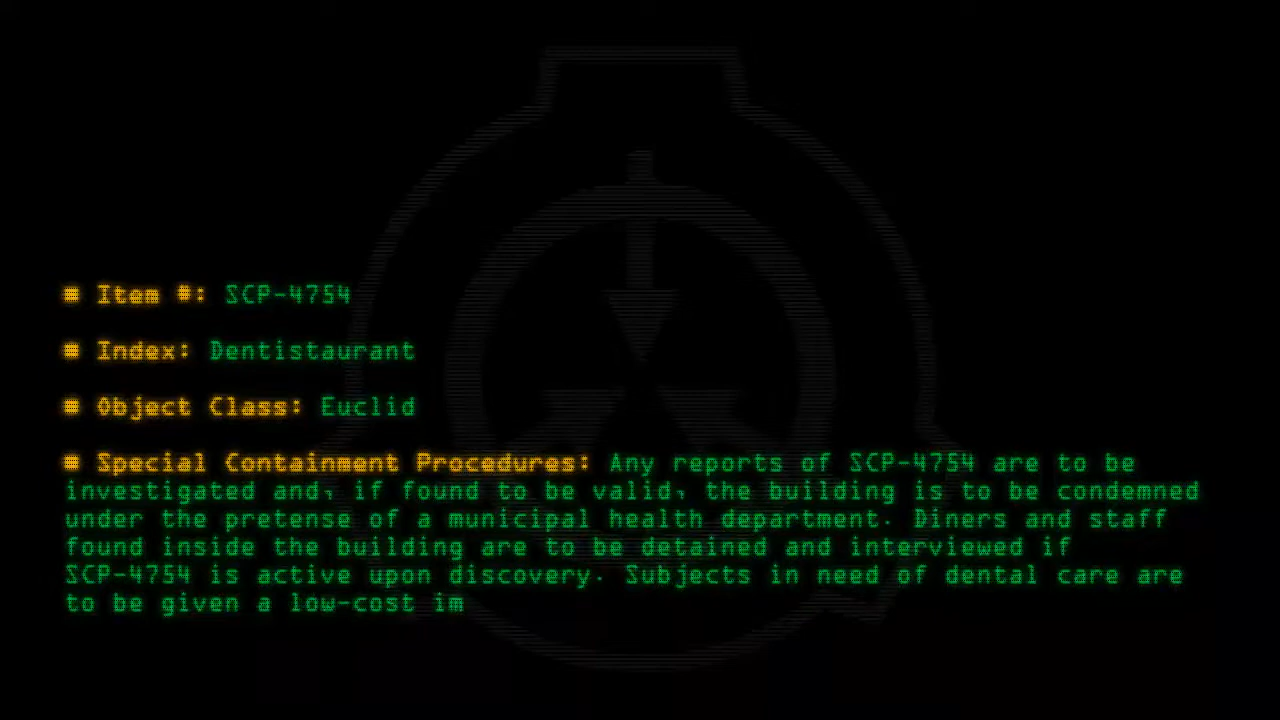 ■ Item #: SCP-4754
■ Index: Dentistaurant
■ Object Class: Euclid
■ Special Containment Procedures: Any reports of SCP-4754 are to be
investigated and, if found to be valid, the building is to be condemned
under the pretense of a municipal health department. Diners and staff
found inside the building are to be detained and interviewed if
SCP-4754 is active upon discovery. Subjects in need of dental care are
to be given a low-cost im